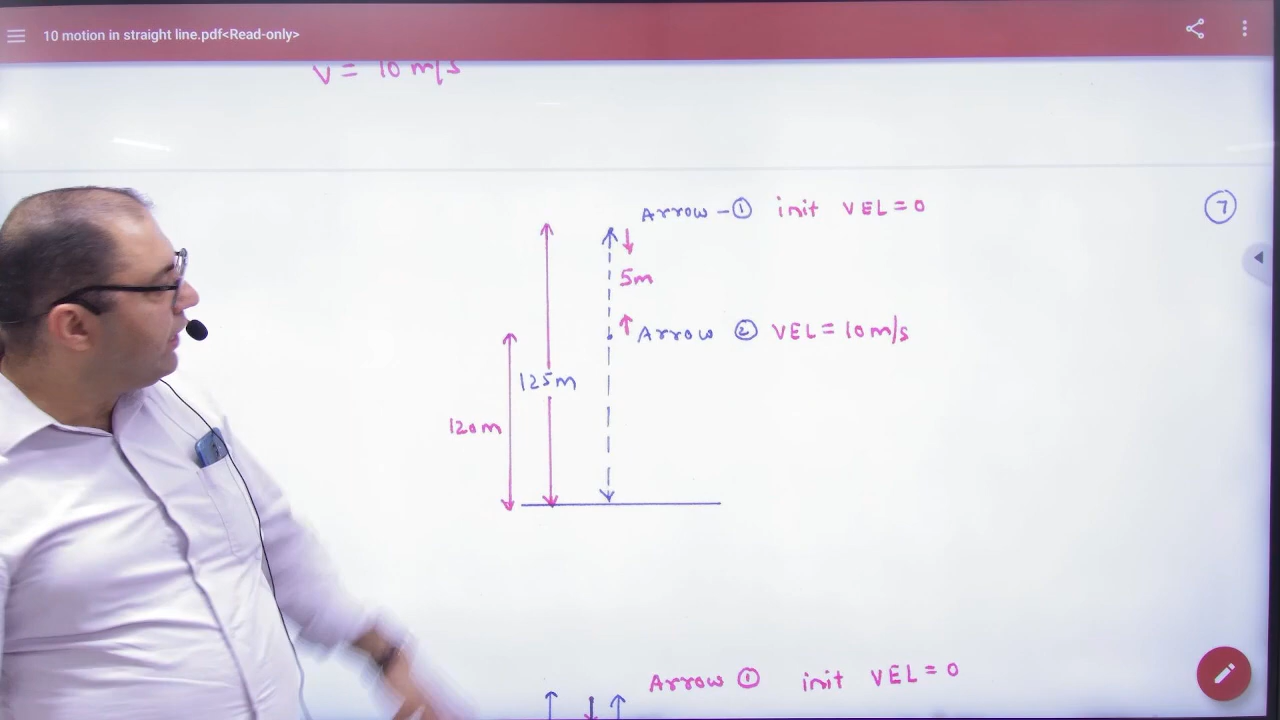 10 motion in straight line.pdf<Read-only>
V = 10 m/s
Arrow - ① init VEL = 0
7
5m
Arrow ② VEL = 10 m/s
125m
120m
Arrow ① init VEL = 0